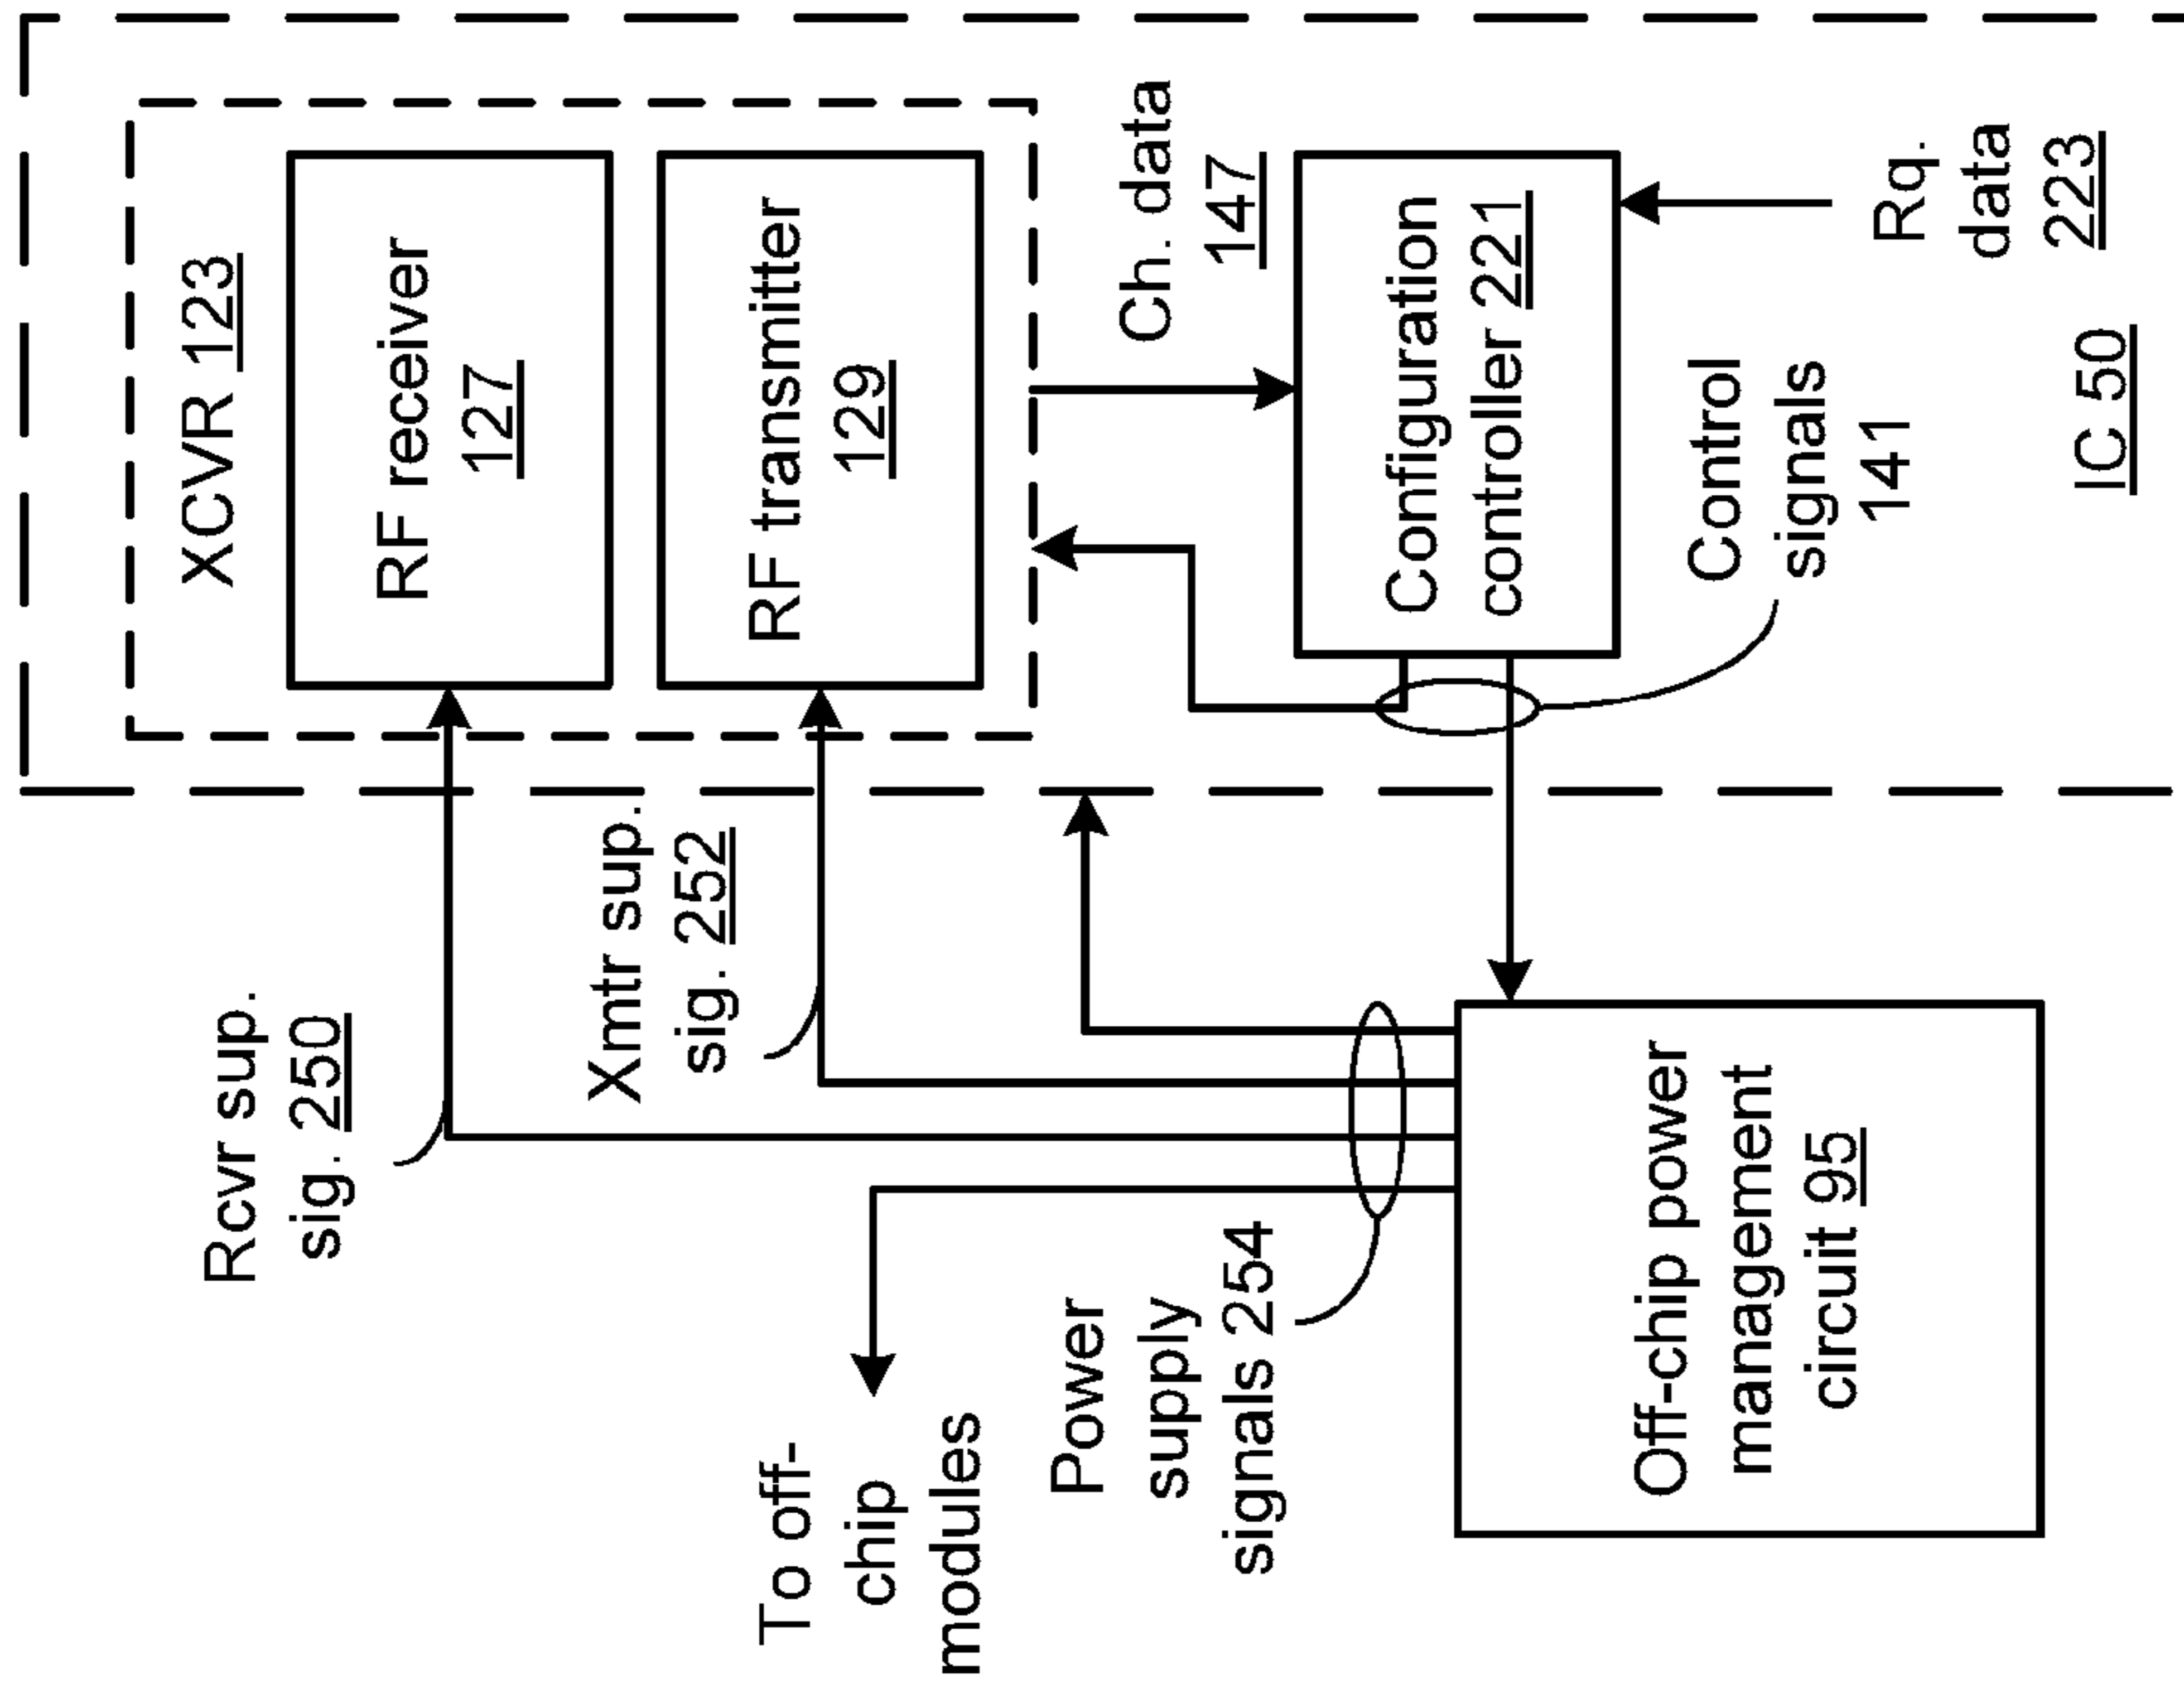 Rcvr sup.
sig. 250
XCVR 123
RF receiver
127
Xmtr sup.
sig. 252
RF transmitter
129
To off-
chip
modules
Power
supply
signals 254
Ch. data
147
Off-chip power
management
circuit 95
Configuration
controller 221
Control
signals
141
Rq.
data
223
IC 50